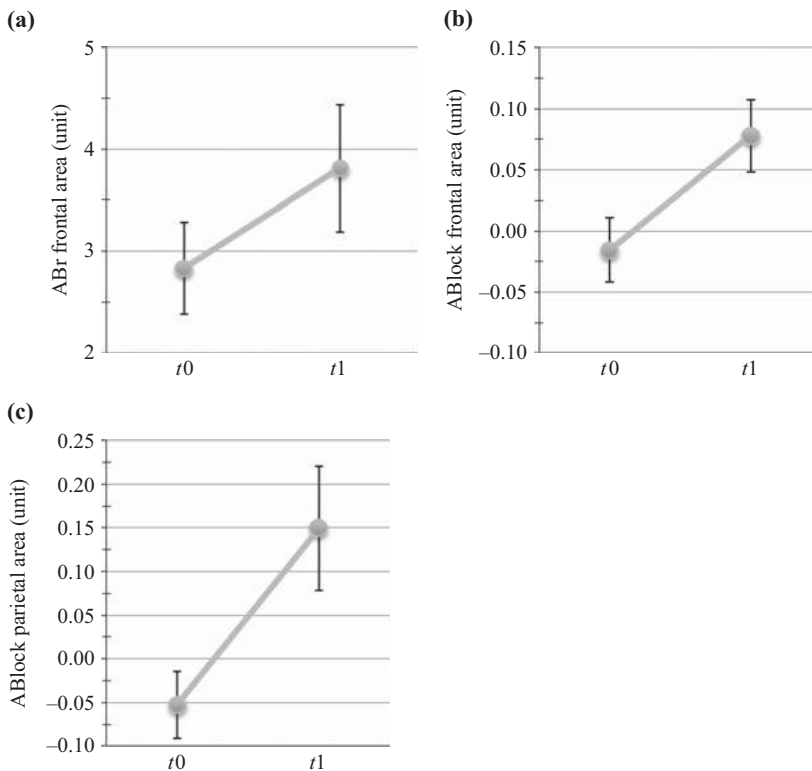 (a)
ABr frontal area (unit)
5
4
3
2
t0
t1
(b)
ABlock frontal area (unit)
0.15
0.10
0.05
0.00
–0.05
–0.10
t0
t1
(c)
ABlock parietal area (unit)
0.25
0.20
0.15
0.10
0.05
0.00
–0.05
–0.10
t0
t1